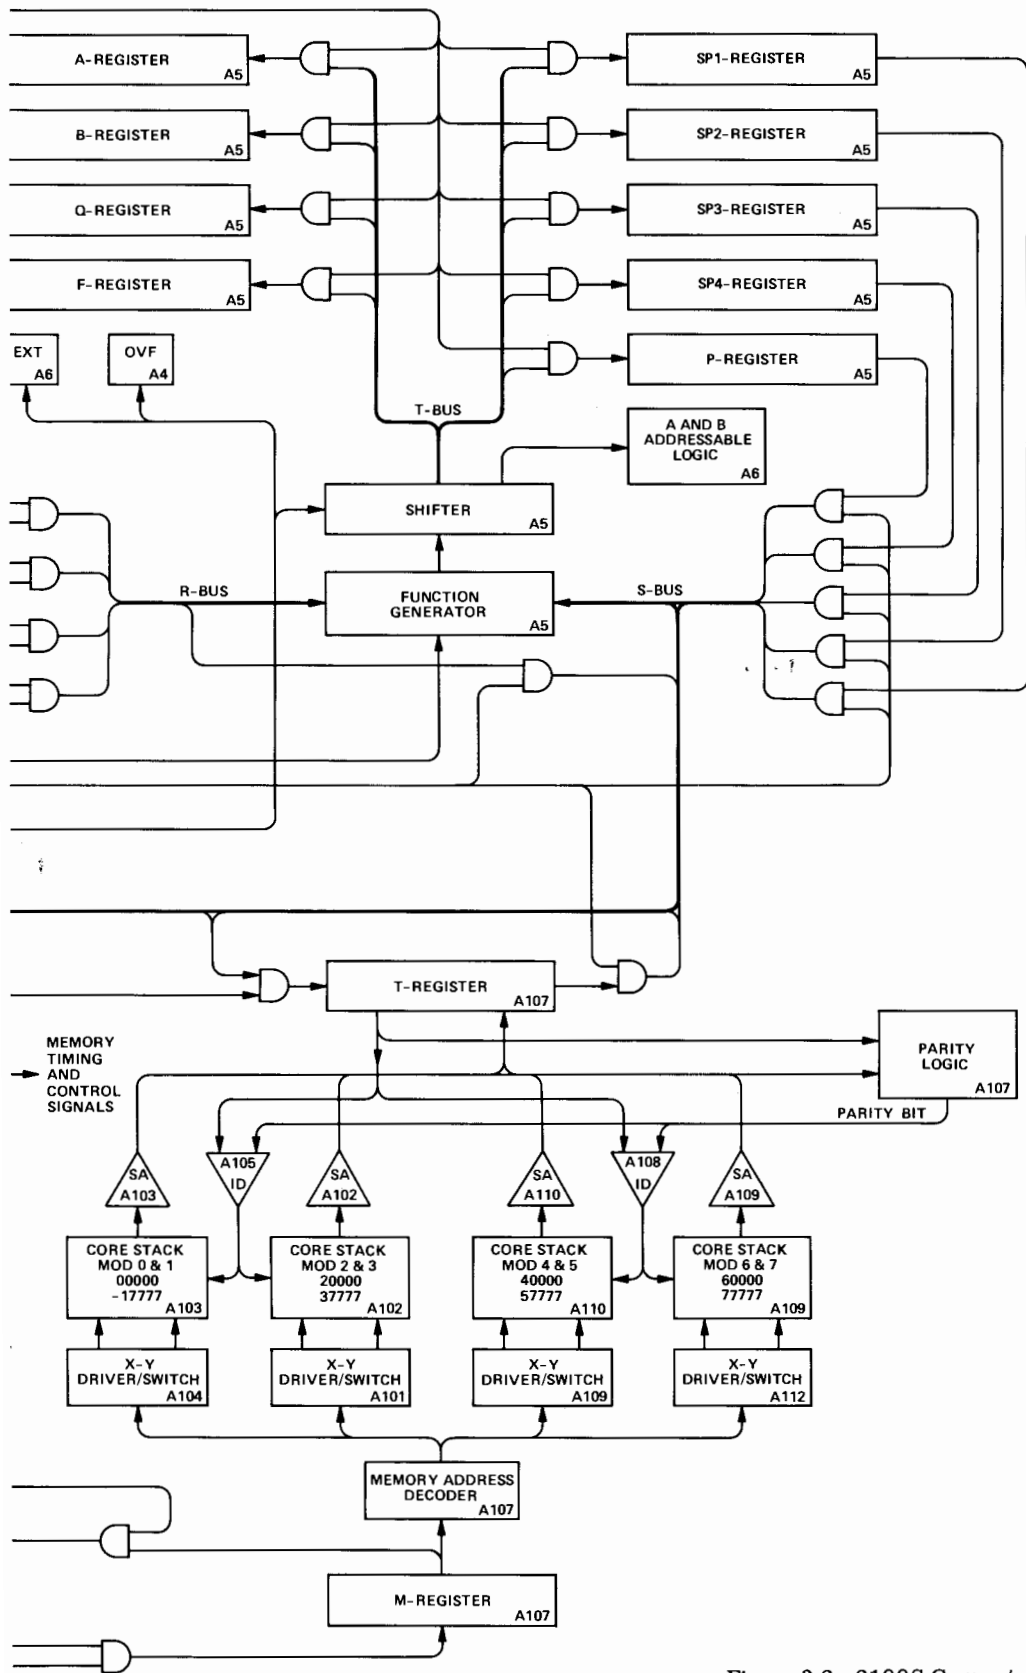 A-REGISTER
A5
SP1-REGISTER
A5
B-REGISTER
A5
SP2-REGISTER
A5
Q-REGISTER
A5
SP3-REGISTER
A5
F-REGISTER
A5
SP4-REGISTER
A5
EXT
A6
OVF
A4
P-REGISTER
A5
T-BUS
A AND B
ADDRESSABLE
LOGIC
A6
SHIFTER
A5
R-BUS
FUNCTION
GENERATOR
A5
S-BUS
T-REGISTER
A107
MEMORY
TIMING
AND
CONTROL
SIGNALS
PARITY
LOGIC
A107
PARITY BIT
SA
A103
A105
ID
SA
A102
SA
A110
A108
ID
SA
A109
CORE STACK
MOD 0 & 1
00000
-17777
A103
CORE STACK
MOD 2 & 3
20000
37777
A102
CORE STACK
MOD 4 & 5
40000
57777
A110
CORE STACK
MOD 6 & 7
60000
77777
A109
X-Y
DRIVER/SWITCH
A104
X-Y
DRIVER/SWITCH
A101
X-Y
DRIVER/SWITCH
A109
X-Y
DRIVER/SWITCH
A112
MEMORY ADDRESS
DECODER
A107
M-REGISTER
A107